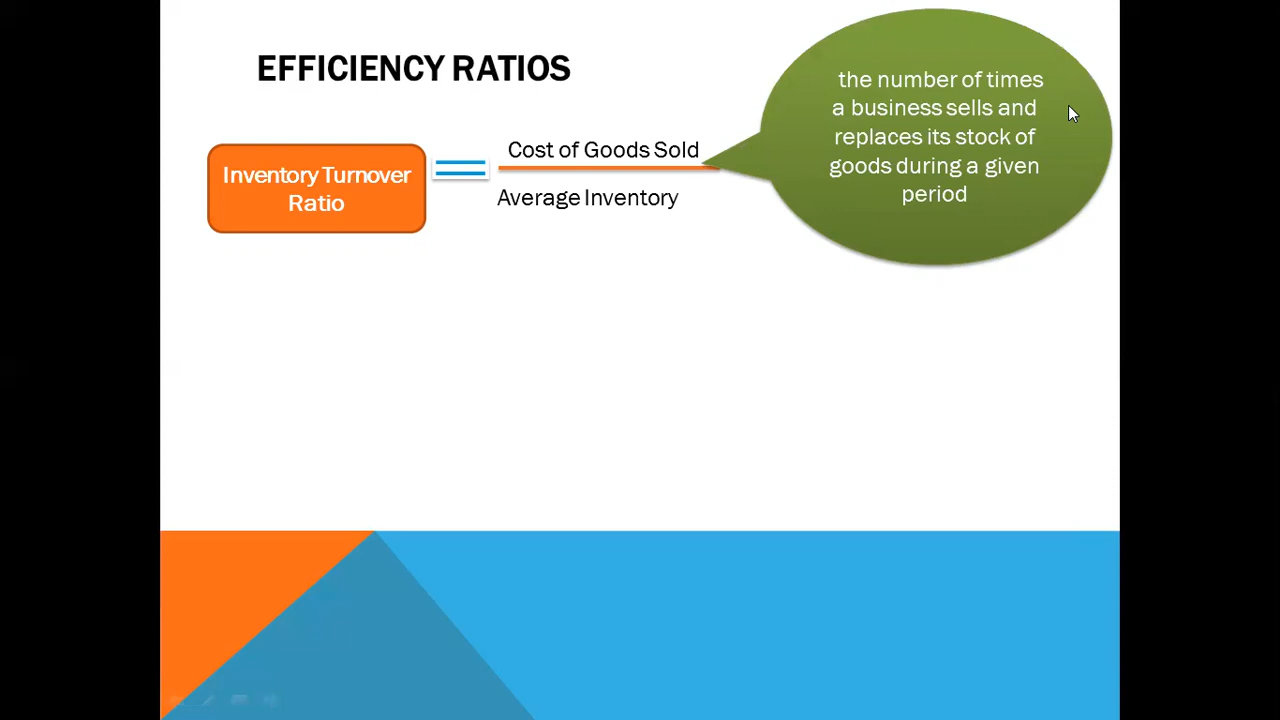 EFFICIENCY RATIOS
Inventory Turnover
Ratio
Cost of Goods Sold
Average Inventory
the number of times
a business sells and
replaces its stock of
goods during a given
period